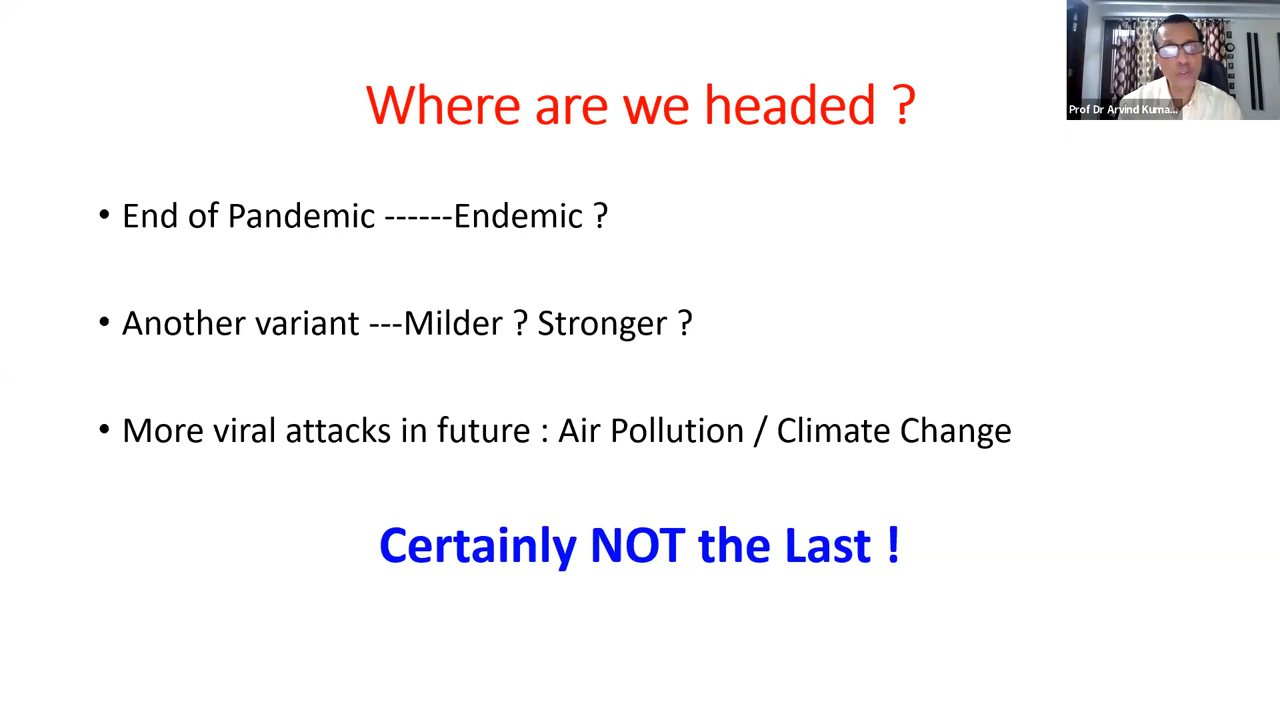 Where are we headed ?
Prof Dr Arvind Kuma...
• End of Pandemic ------Endemic ?
• Another variant ---Milder ? Stronger ?
• More viral attacks in future : Air Pollution / Climate Change
Certainly NOT the Last !